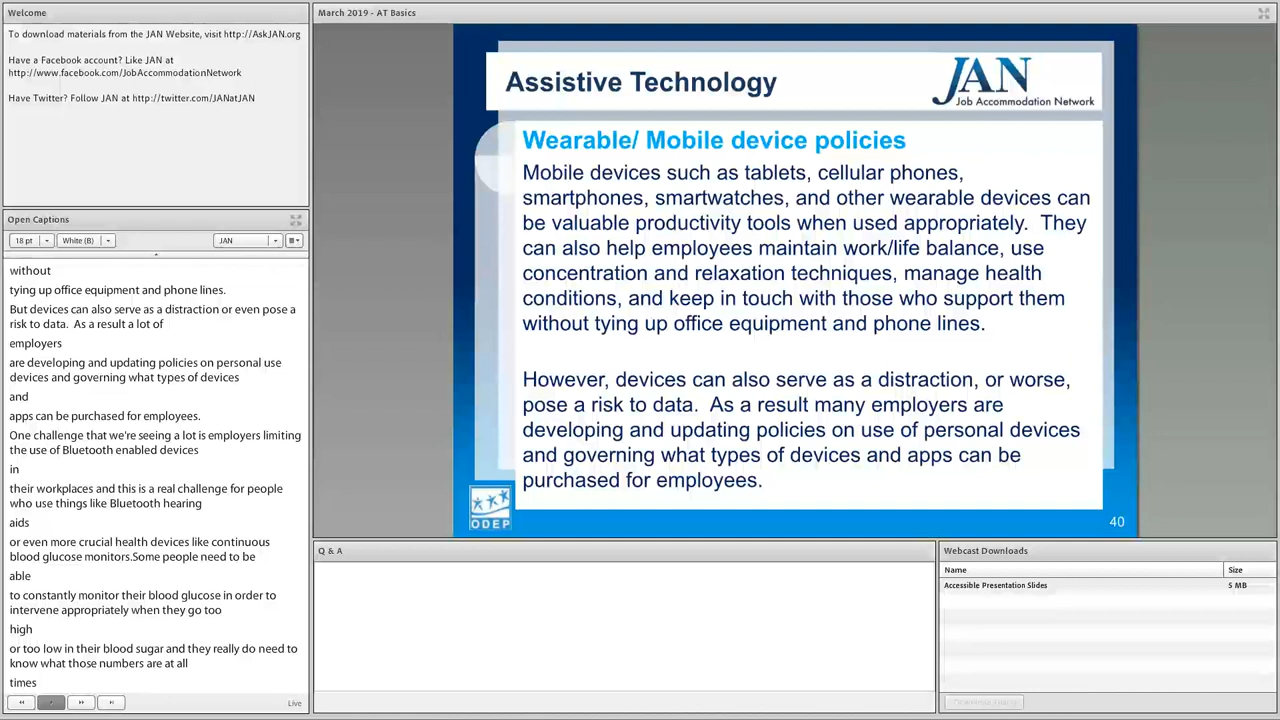 Welcome
To download materials from the JAN Website, visit http://AskJAN.org
Have a Facebook account? Like JAN at
http://www.facebook.com/JobAccommodationNetwork
Have Twitter? Follow JAN at http://twitter.com/JANatJAN
Open Captions
18 pt
White (B)
JAN
without
tying up office equipment and phone lines.
But devices can also serve as a distraction or even pose a
risk to data.  As a result a lot of
employers
are developing and updating policies on personal use
devices and governing what types of devices
and
apps can be purchased for employees.
One challenge that we're seeing a lot is employers limiting
the use of Bluetooth enabled devices
in
their workplaces and this is a real challenge for people
who use things like Bluetooth hearing
aids
or even more crucial health devices like continuous
blood glucose monitors.Some people need to be
able
to constantly monitor their blood glucose in order to
intervene appropriately when they go too
high
or too low in their blood sugar and they really do need to
know what those numbers are at all
times
Live
March 2019 - AT Basics
Assistive Technology
JAN
Job Accommodation Network
Wearable/ Mobile device policies
Mobile devices such as tablets, cellular phones,
smartphones, smartwatches, and other wearable devices can
be valuable productivity tools when used appropriately.  They
can also help employees maintain work/life balance, use
concentration and relaxation techniques, manage health
conditions, and keep in touch with those who support them
without tying up office equipment and phone lines.
However, devices can also serve as a distraction, or worse,
pose a risk to data.  As a result many employers are
developing and updating policies on use of personal devices
and governing what types of devices and apps can be
purchased for employees.
ODEP
40
Q & A
Webcast Downloads
Name
Size
Accessible Presentation Slides
5 MB